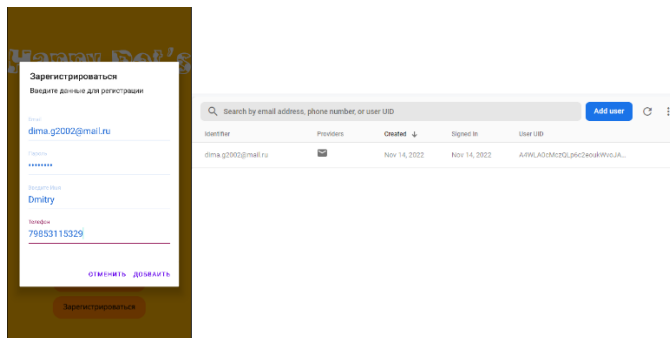 Happy Pet's
Зарегистрироваться
Введите данные для регистрации
Email
dima.g2002@mail.ru
Пароль
••••••••
Введите Имя
Dmitry
Телефон
79853115329
ОТМЕНИТЬ ДОБАВИТЬ
Зарегистрироваться
Search by email address, phone number, or user UID
Add user
Identifier Providers Created ↓ Signed In User UID
dima.g2002@mail.ru Nov 14, 2022 Nov 14, 2022